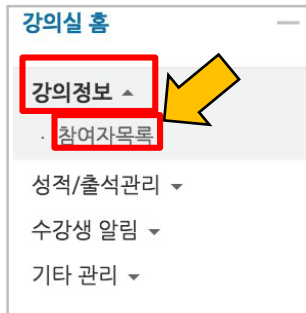 강의실 홈
강의정보
· 참여자목록
성적/출석관리
수강생 알림
기타 관리